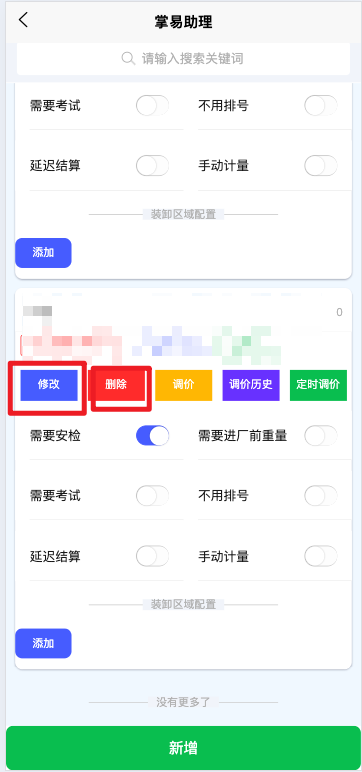 掌易助理
请输入搜索关键词
需要考试 不用排号
延迟结算 手动计量
装卸区域配置
添加
0
修改 删除 调价 调价历史 定时调价
需要安检 需要进厂前重量
需要考试 不用排号
延迟结算 手动计量
装卸区域配置
添加
没有更多了
新增